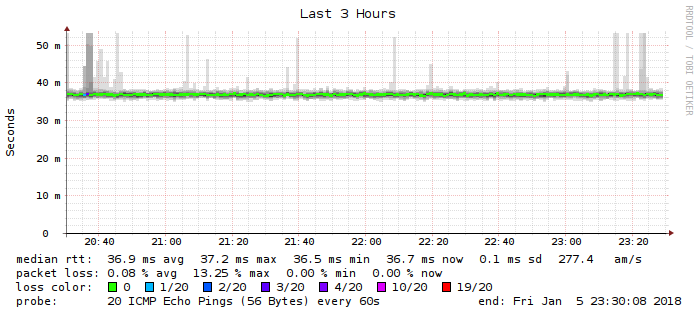 Last 3 Hours
RRDTOOL / TOBI OETIKER
Seconds
50 m
40 m
30 m
20 m
10 m
0
20:40 21:00 21:20 21:40 22:00 22:20 22:40 23:00 23:20
median rtt: 36.9 ms avg 37.2 ms max 36.5 ms min 36.7 ms now 0.1 ms sd 277.4 am/s
packet loss: 0.08 % avg 13.25 % max 0.00 % min 0.00 % now
loss color: 0 1/20 2/20 3/20 4/20 10/20 19/20
probe: 20 ICMP Echo Pings (56 Bytes) every 60s end: Fri Jan 5 23:30:08 2018